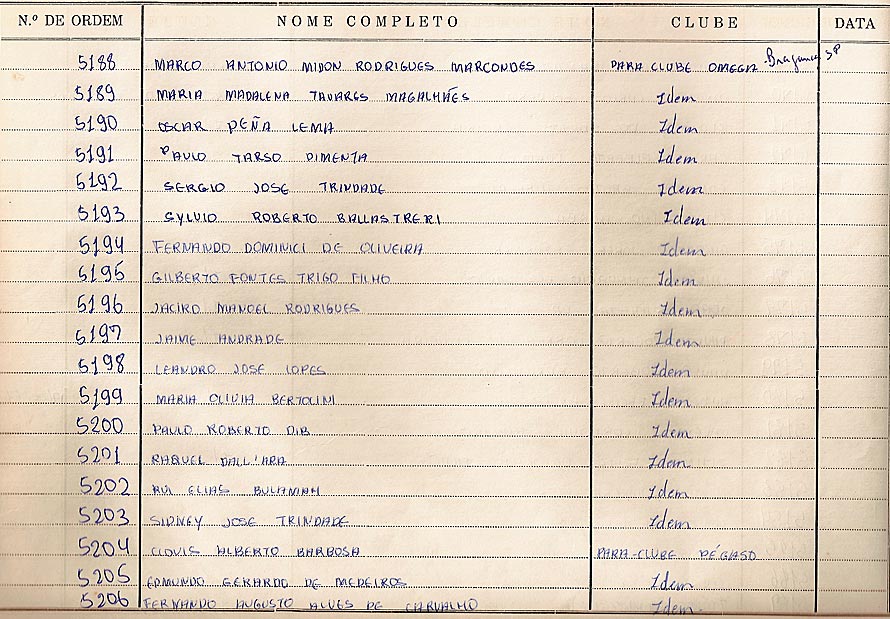 N.º DE ORDEM NOME COMPLETO CLUBE DATA
5188 MARCO ANTONIO MIDON RODRIGUES MARCONDES PARA CLUBE OMEGA Bragança SP
5189 MARIA MADALENA TAVARES MAGALHÃES Idem
5190 OSCAR PEÑA LEMA Idem
5191 PAULO TARSO PIMENTA Idem
5192 SERGIO JOSE TRINDADE Idem
5193 SYLVIO ROBERTO BALLASTRERI Idem
5194 FERNANDO DOMINICI DE OLIVEIRA Idem
5195 GILBERTO FONTES TRIGO FILHO Idem
5196 JACIRO MANOEL RODRIGUES Idem
5197 JAIME ANDRADE Idem
5198 LEANDRO JOSE LOPES Idem
5199 MARIA OLIVIA BERTOLINI Idem
5200 PAULO ROBERTO DIB Idem
5201 RAQUEL DALL'ARA Idem
5202 RUI ELIAS Idem
5203 SIDNEY JOSE TRINDADE Idem
5204 CLOVIS ALBERTO BARBOSA PARA-CLUBE PÉGASO
5205 EDMUNDO GERARDO DE MEDEIROS Idem
5206 FERNANDO AUGUSTO ALVES DE CARVALHO Idem